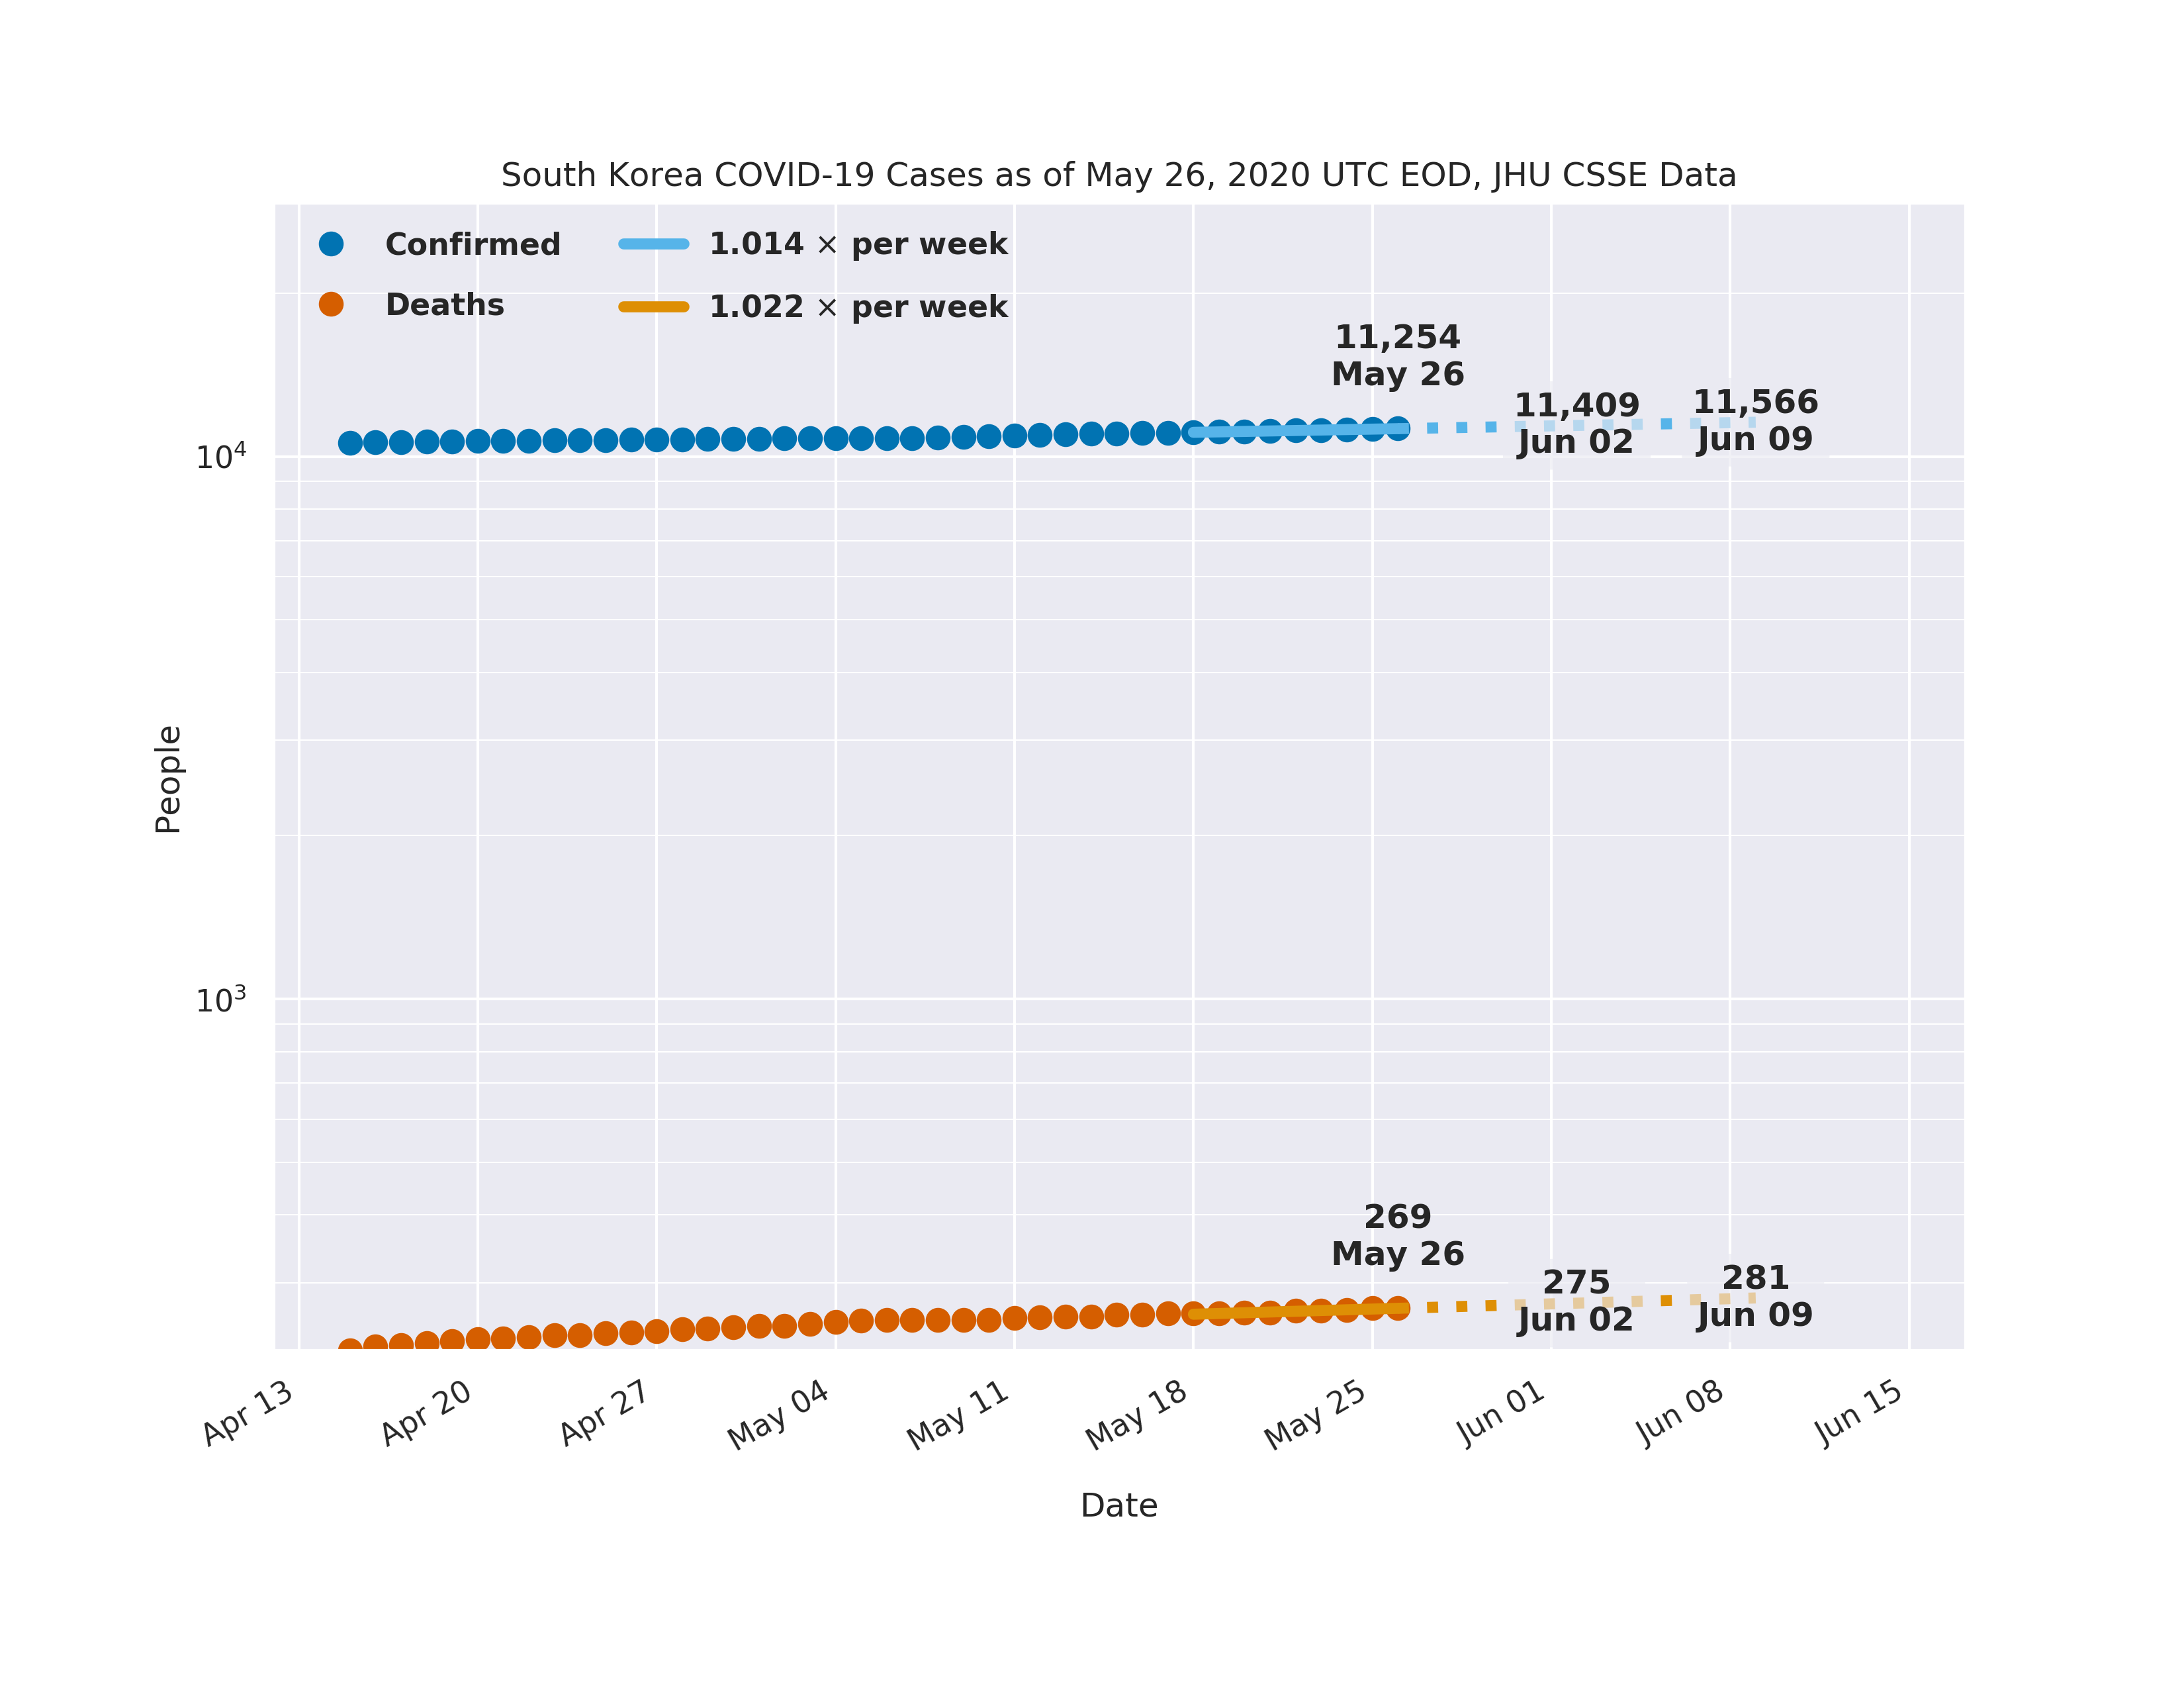 South Korea COVID-19 Cases as of May 26, 2020 UTC EOD, JHU CSSE Data
Confirmed
Deaths
1.014 × per week
1.022 × per week
11,254
May 26
11,409
Jun 02
11,566
Jun 09
10⁴
10³
People
269
May 26
275
Jun 02
281
Jun 09
Apr 13
Apr 20
Apr 27
May 04
May 11
May 18
May 25
Jun 01
Jun 08
Jun 15
Date